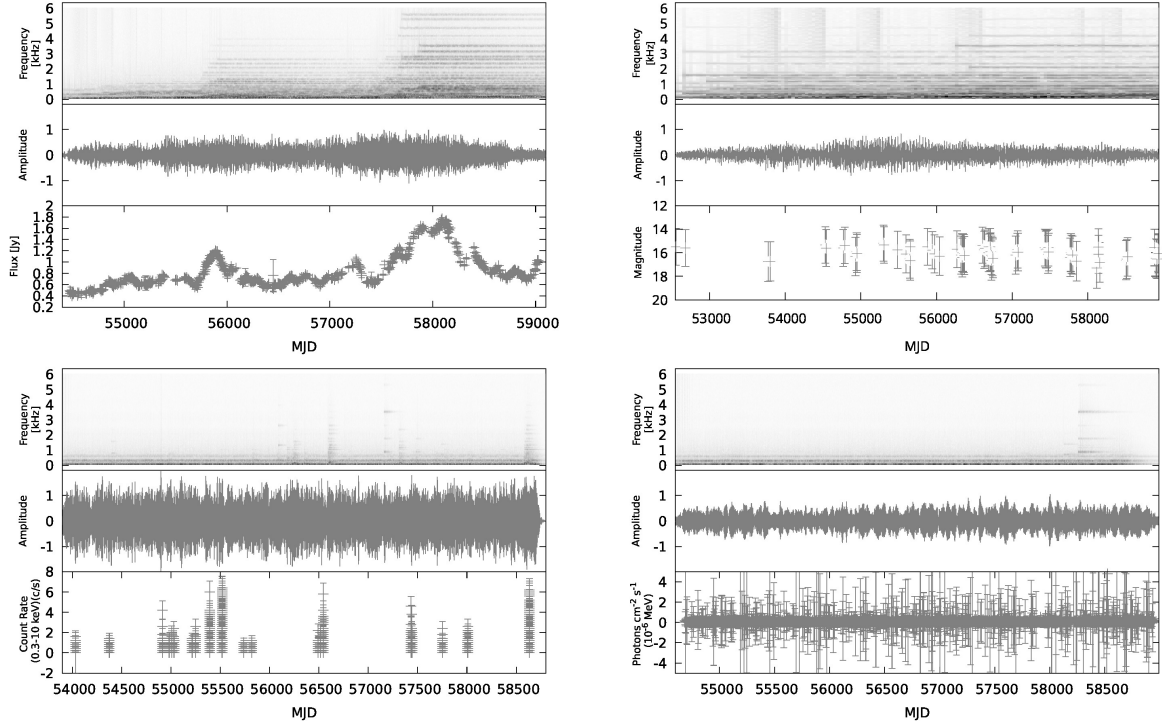 6
5
4
3
2
1
0
Frequency
[kHz]
1
0
-1
Amplitude
2
1.8
1.6
1.4
1.2
1
0.8
0.6
0.4
0.2
Flux [Jy]
55000 56000 57000 58000 59000
MJD
6
5
4
3
2
1
0
Frequency
[kHz]
1
0
-1
Amplitude
12
14
16
18
20
Magnitude
53000 54000 55000 56000 57000 58000
MJD
6
5
4
3
2
1
0
Frequency
[kHz]
1
0
-1
Amplitude
8
6
4
2
0
-2
Count Rate
(0.3-10 keV)(c/s)
54000 54500 55000 55500 56000 56500 57000 57500 58000 58500
MJD
6
5
4
3
2
1
0
Frequency
[kHz]
1
0
-1
Amplitude
4
2
0
-2
-4
Photons cm⁻² s⁻¹
(10⁻⁶ MeV)
55000 55500 56000 56500 57000 57500 58000 58500
MJD